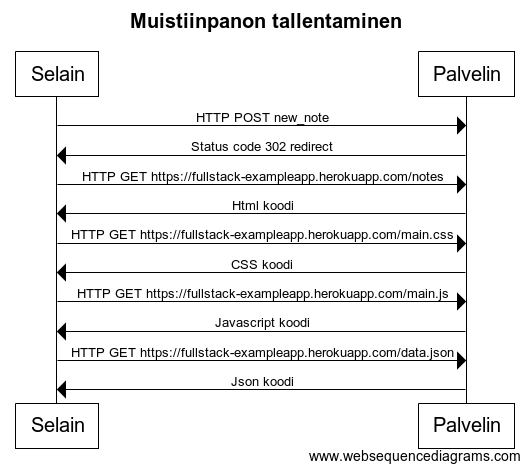 Muistiinpanon tallentaminen
Selain
Palvelin
HTTP POST new_note
Status code 302 redirect
HTTP GET https://fullstack-exampleapp.herokuapp.com/notes
Html koodi
HTTP GET https://fullstack-exampleapp.herokuapp.com/main.css
CSS koodi
HTTP GET https://fullstack-exampleapp.herokuapp.com/main.js
Javascript koodi
HTTP GET https://fullstack-exampleapp.herokuapp.com/data.json
Json koodi
Selain
Palvelin
www.websequencediagrams.com